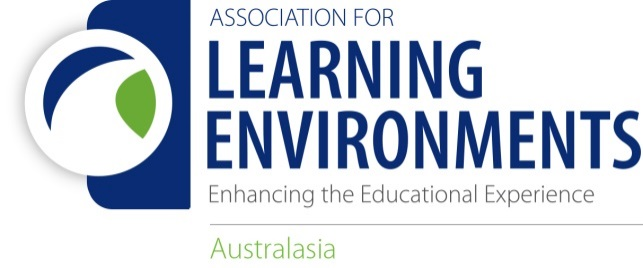 ASSOCIATION FOR
LEARNING
ENVIRONMENTS
Enhancing the Educational Experience
Australasia